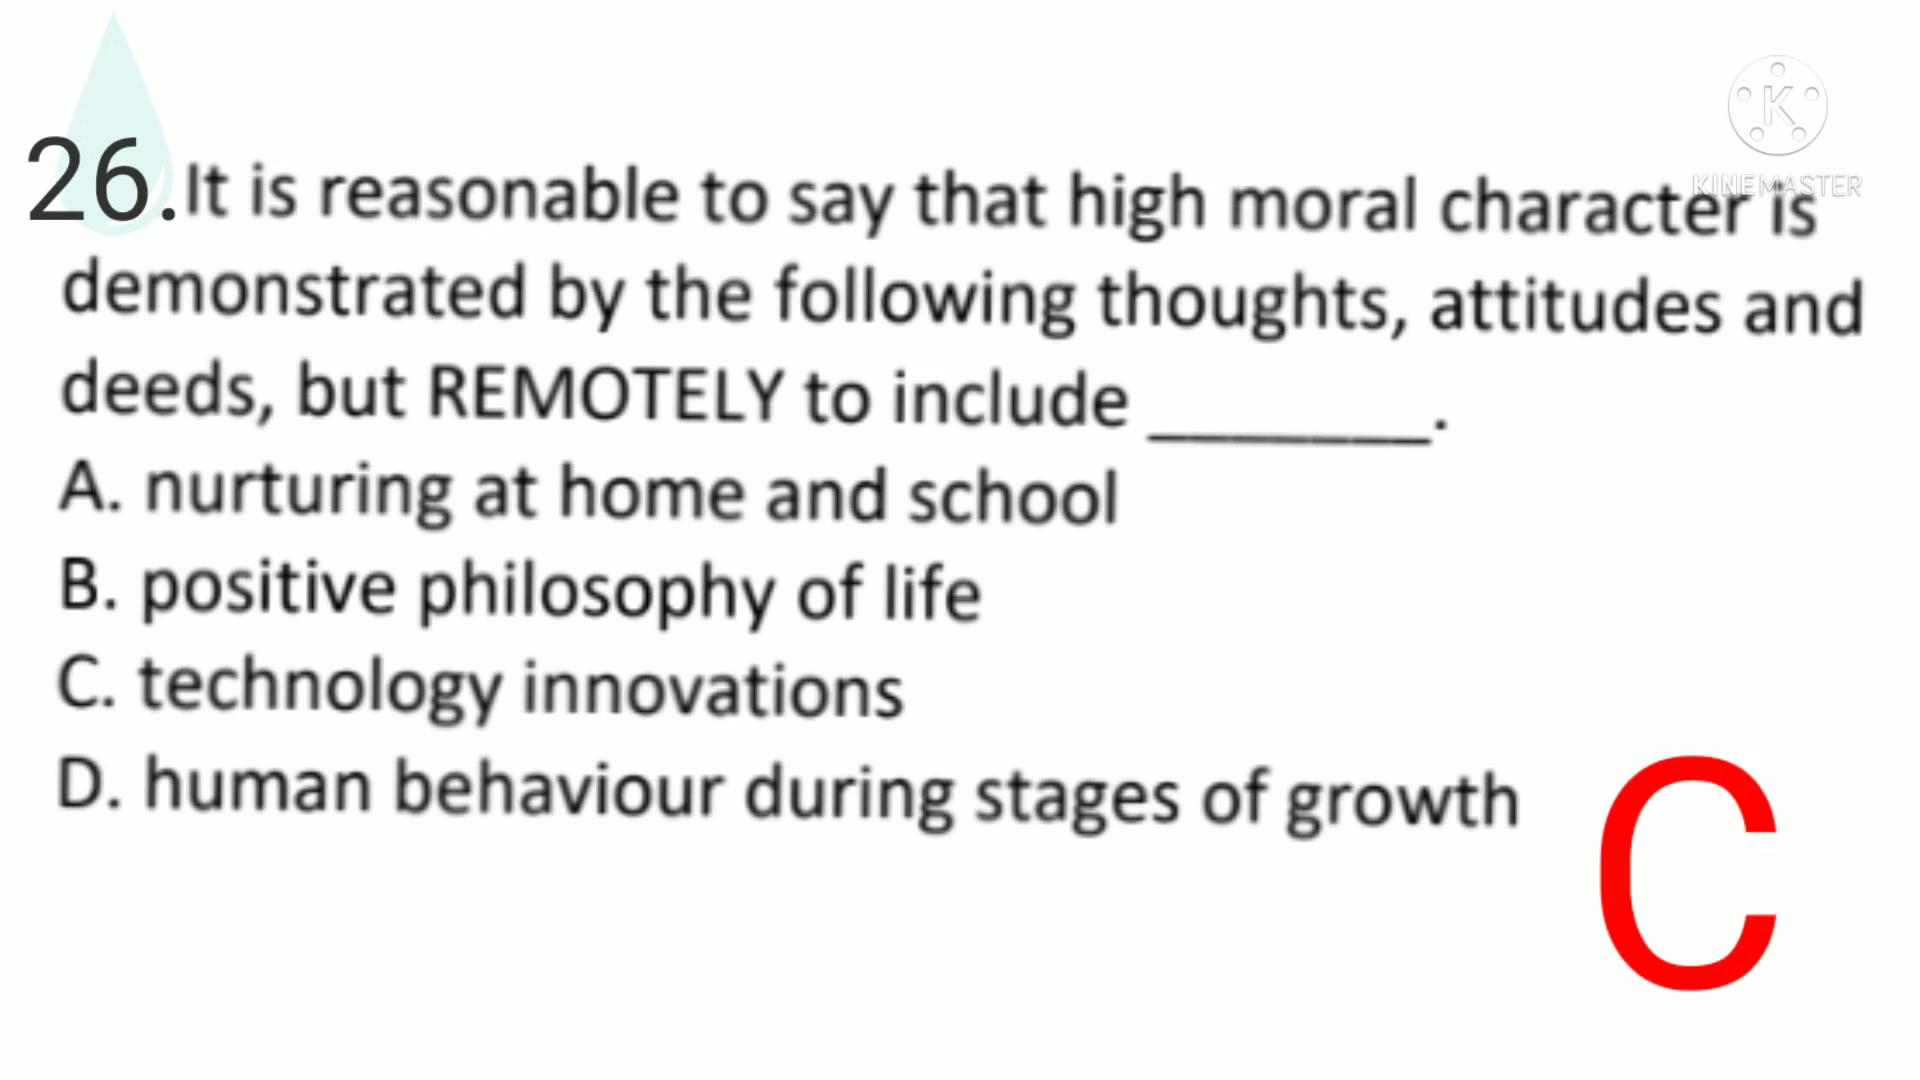 K
KINEMASTER
26. It is reasonable to say that high moral character is
demonstrated by the following thoughts, attitudes and
deeds, but REMOTELY to include ________.
A. nurturing at home and school
B. positive philosophy of life
C. technology innovations
D. human behaviour during stages of growth
C